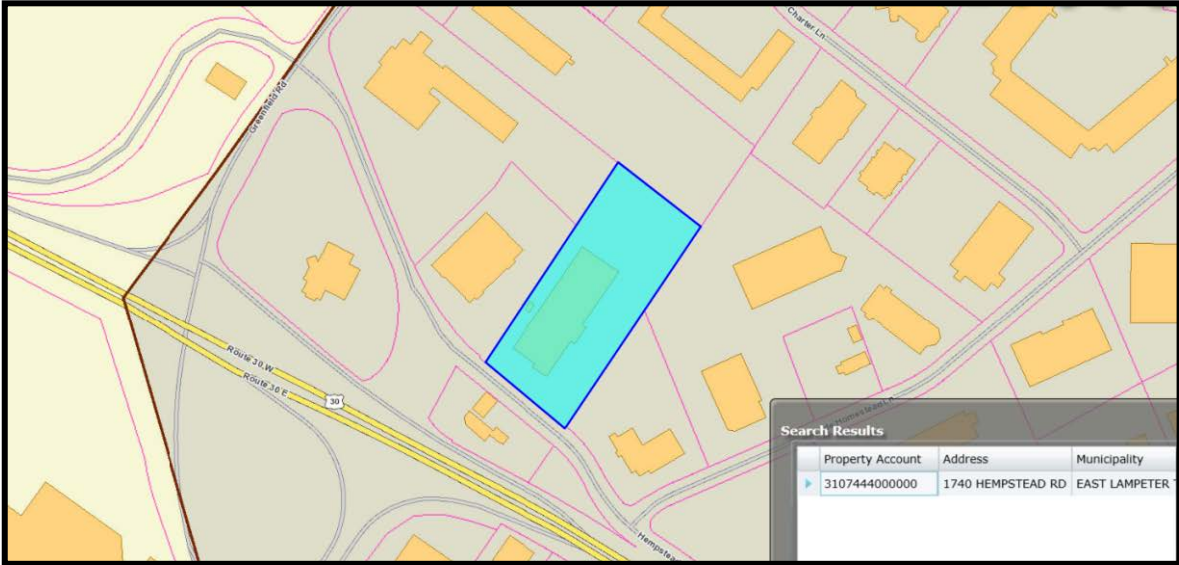 Charter Ln
Greenfield Rd
Route 30 W
Route 30 E
30
Homestead Ln
Search Results
Property Account Address Municipality
3107444000000 1740 HEMPSTEAD RD EAST LAMPETER T
Hempstea